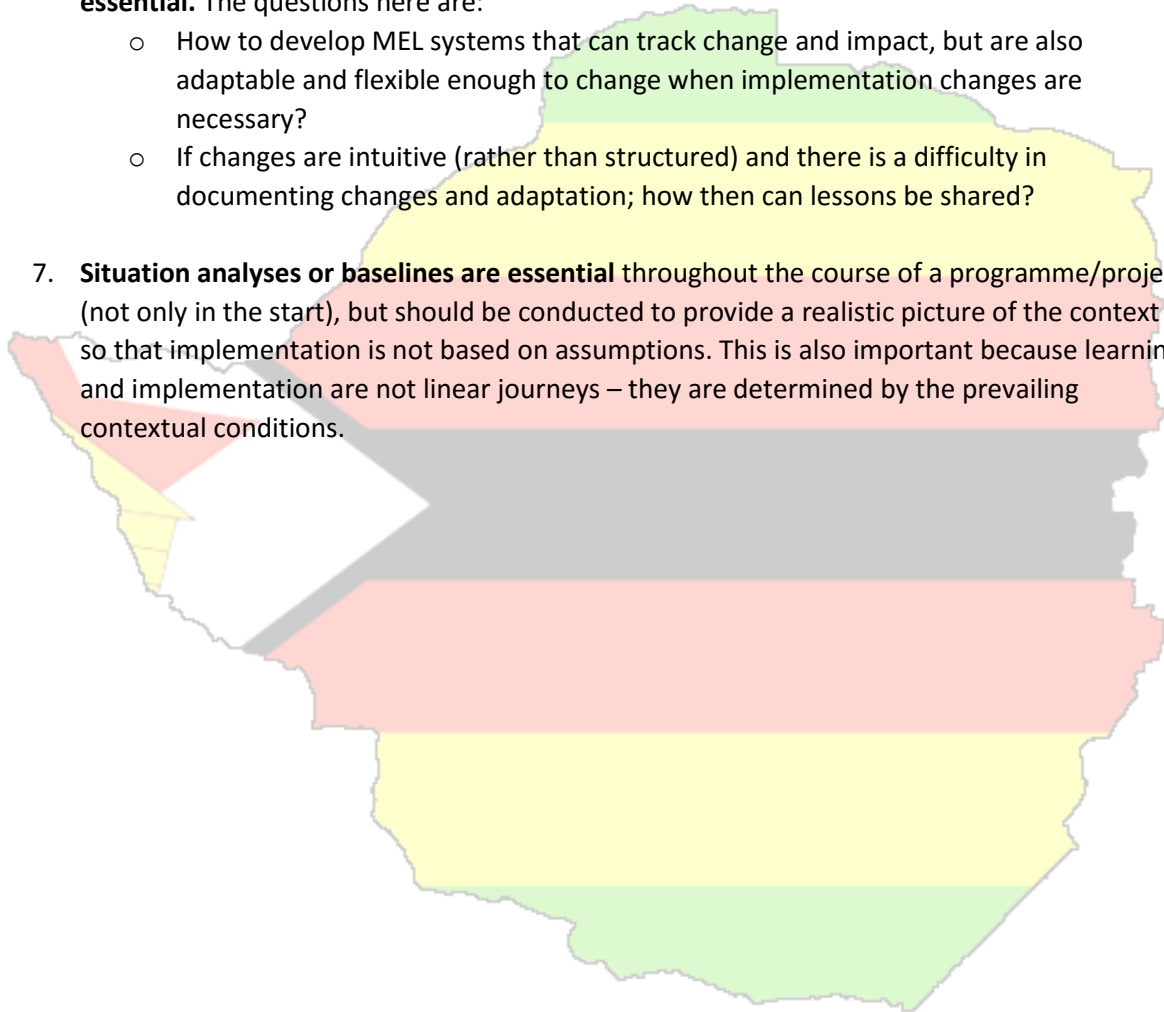 essential. The questions here are:
o How to develop MEL systems that can track change and impact, but are also
adaptable and flexible enough to change when implementation changes are
necessary?
o If changes are intuitive (rather than structured) and there is a difficulty in
documenting changes and adaptation; how then can lessons be shared?
7. Situation analyses or baselines are essential throughout the course of a programme/proje
(not only in the start), but should be conducted to provide a realistic picture of the context
so that implementation is not based on assumptions. This is also important because learnin
and implementation are not linear journeys – they are determined by the prevailing
contextual conditions.